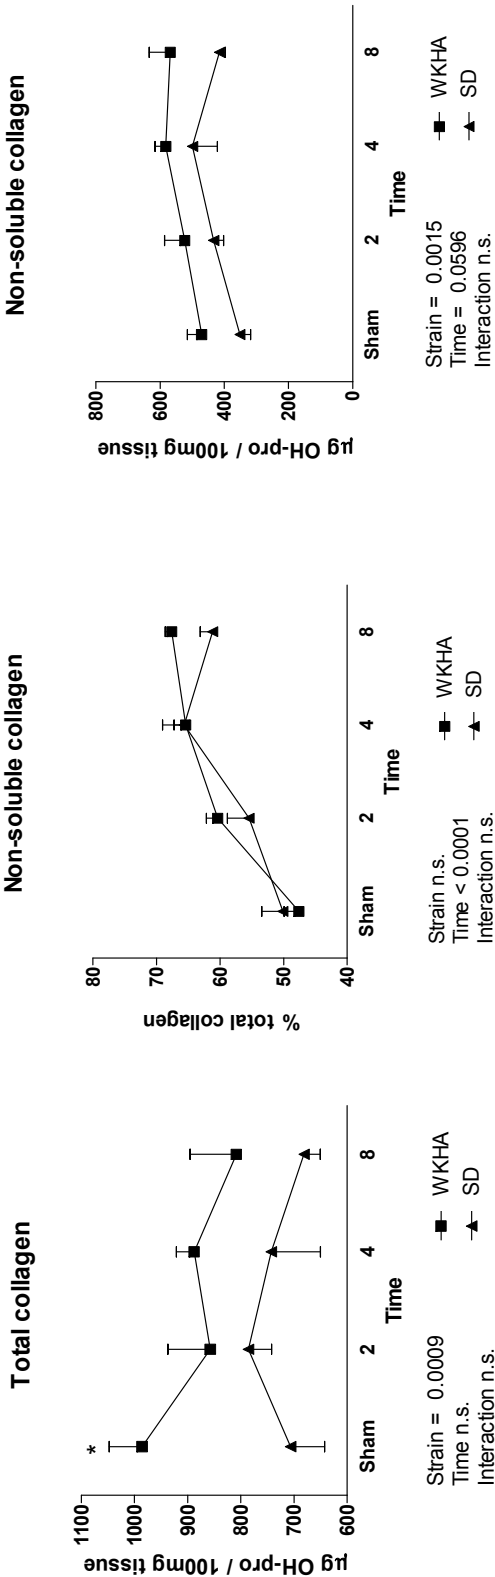 Total collagen
µg OH-pro / 100mg tissue
1100
1000
900
800
700
600
*
Sham 2 4 8
Time
Strain = 0.0009
Time n.s.
Interaction n.s.
WKHA
SD
Non-soluble collagen
% total collagen
80
70
60
50
40
Sham 2 4 8
Time
Strain n.s.
Time < 0.0001
Interaction n.s.
WKHA
SD
Non-soluble collagen
µg OH-pro / 100mg tissue
800
600
400
200
0
Sham 2 4 8
Time
Strain = 0.0015
Time = 0.0596
Interaction n.s.
WKHA
SD